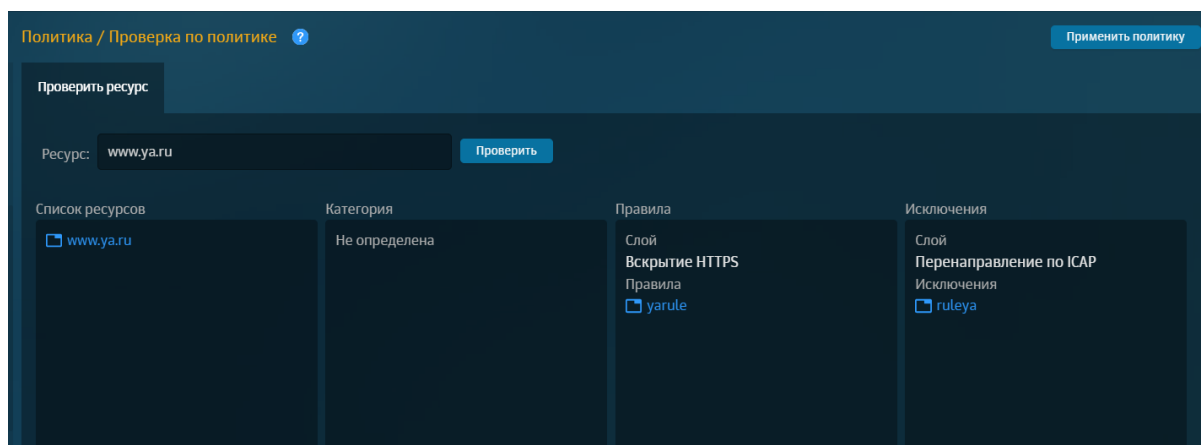 Политика / Проверка по политике ?
Применить политику
Проверить ресурс
Ресурс: www.ya.ru Проверить
Список ресурсов
www.ya.ru
Категория
Не определена
Правила
Слой
Вскрытие HTTPS
Правила
yarule
Исключения
Слой
Перенаправление по ICAP
Исключения
ruleya